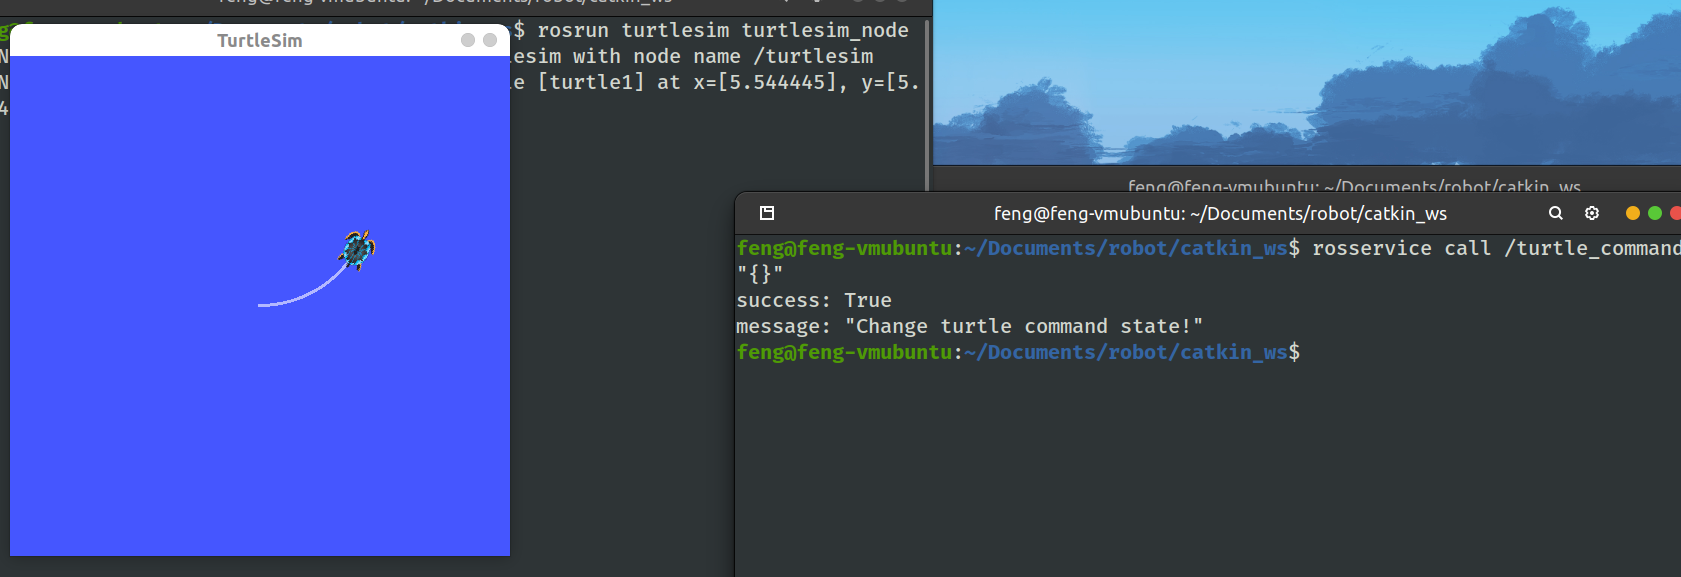 TurtleSim
$ rosrun turtlesim turtlesim_node
esim with node name /turtlesim
e [turtle1] at x=[5.544445], y=[5.
4
feng@feng-vmubuntu: ~/Documents/robot/catkin_ws
feng@feng-vmubuntu: ~/Documents/robot/catkin_ws
feng@feng-vmubuntu:~/Documents/robot/catkin_ws$ rosservice call /turtle_command
"{}"
success: True
message: "Change turtle command state!"
feng@feng-vmubuntu:~/Documents/robot/catkin_ws$